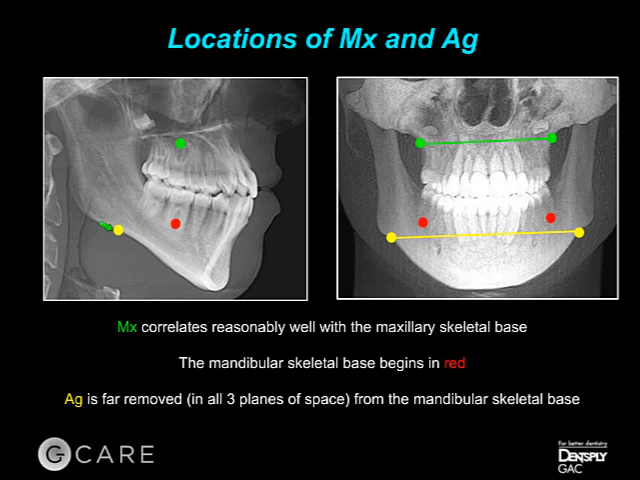 Locations of Mx and Ag
Mx correlates reasonably well with the maxillary skeletal base
The mandibular skeletal base begins in red
Ag is far removed (in all 3 planes of space) from the mandibular skeletal base
G CARE
For better dentistry
DENTSPLY
GAC